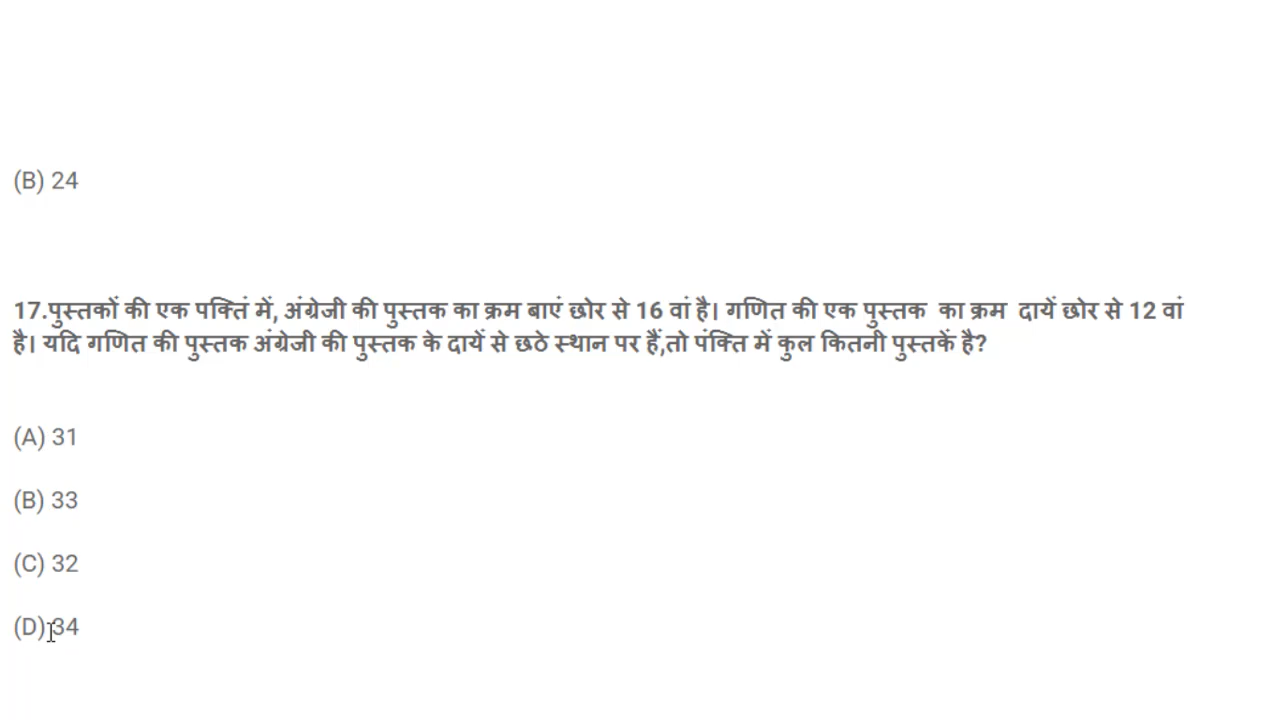 (B) 24
17.पुस्तकों की एक पक्तिं में, अंग्रेजी की पुस्तक का क्रम बाएं छोर से 16 वां है। गणित की एक पुस्तक का क्रम दायें छोर से 12 वां
है। यदि गणित की पुस्तक अंग्रेजी की पुस्तक के दायें से छठे स्थान पर हैं,तो पंक्ति में कुल कितनी पुस्तकें है?
(A) 31
(B) 33
(C) 32
(D) 34